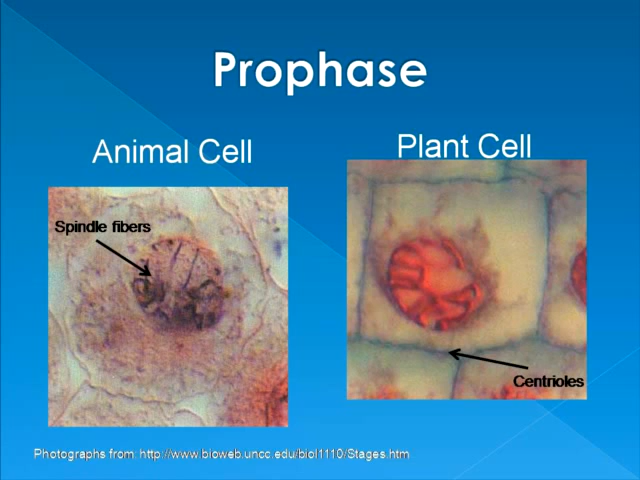 Prophase
Animal Cell
Plant Cell
Spindle fibers
Centrioles
Photographs from: http://www.bioweb.uncc.edu/biol1110/Stages.htm